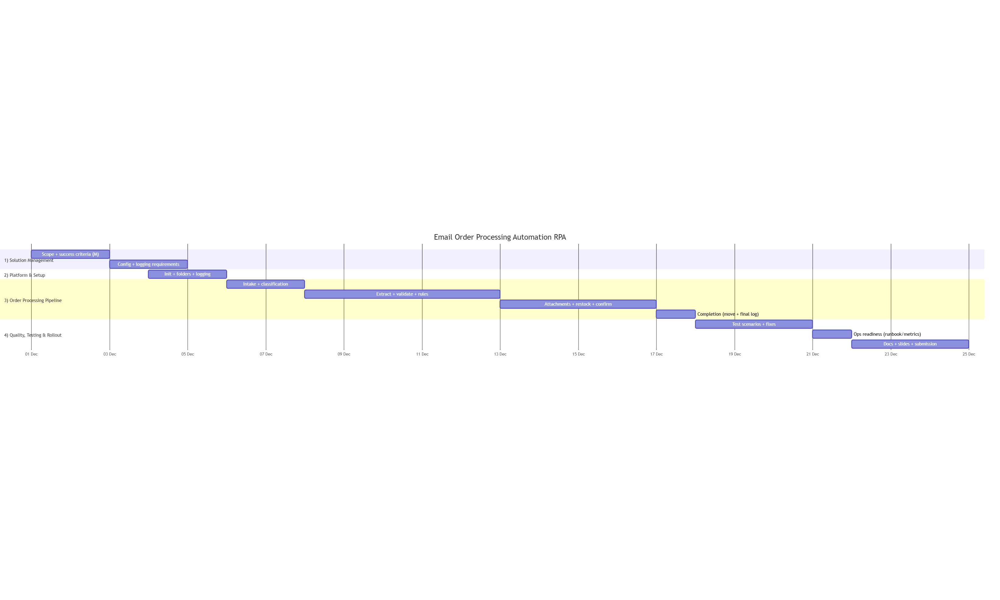 Email Order Processing Automation RPA
Scope + success criteria (M)
1) Solution Management
Config + logging requirements
Init + folders + logging
2) Platform & Setup
Intake + classification
Extract + validate + rules
3) Order Processing Pipeline
Attachments + restock + confirm
Completion (move + final log)
Test scenarios + fixes
4) Quality, Testing & Rollout
Ops readiness (runbook/metrics)
Docs + slides + submission
01 Dec 03 Dec 05 Dec 07 Dec 09 Dec 11 Dec 13 Dec 15 Dec 17 Dec 19 Dec 21 Dec 23 Dec 25 Dec